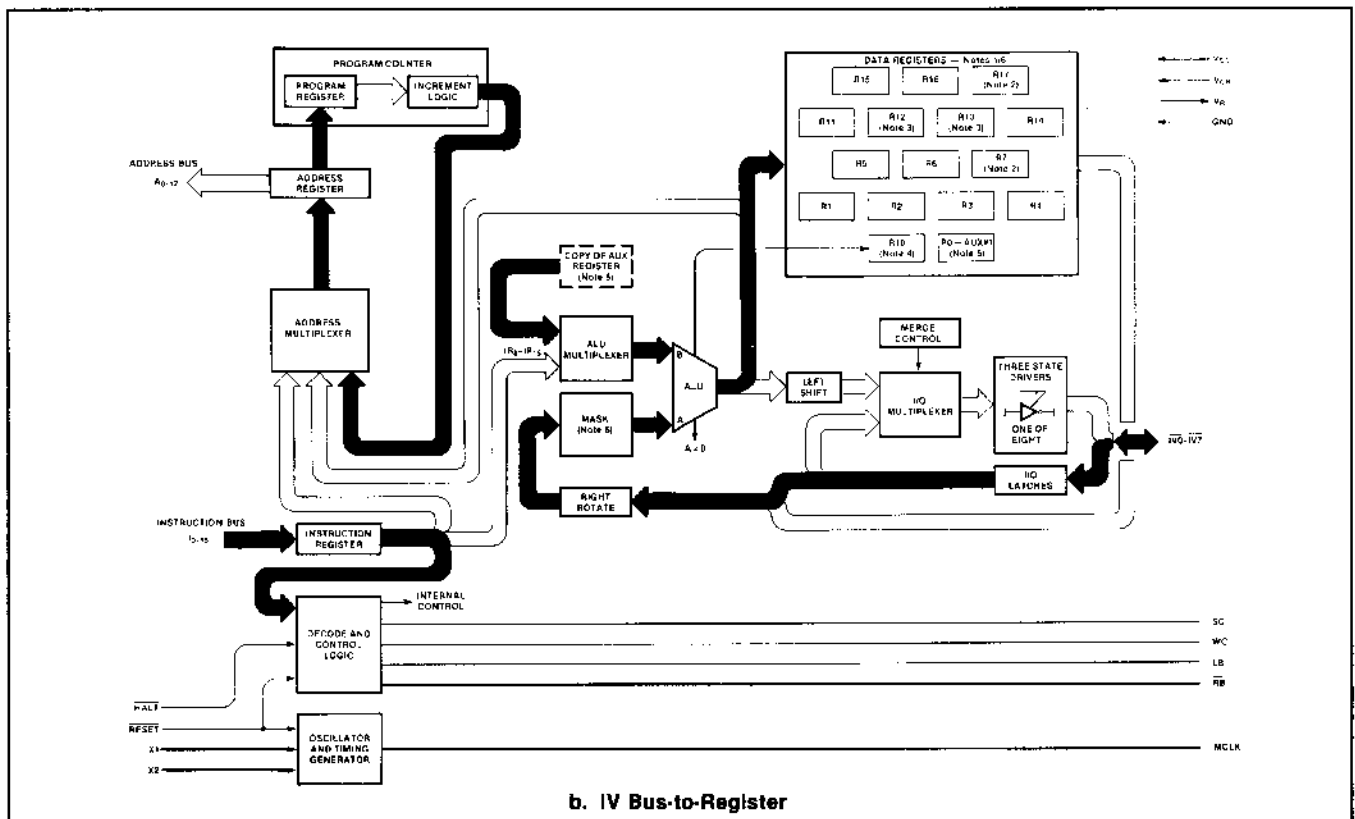 PROGRAM COUNTER
PROGRAM
REGISTER
INCREMENT
LOGIC
ADDRESS BUS
ADDRESS
REGISTER
ADDRESS
MULTIPLEXER
DATA REGISTERS — Notes 1/6
R15
R16
R17
(Note 2)
R11
R12
(Note 3)
R13
(Note 3)
R14
R5
R6
R7
(Note 2)
R1
R2
R3
R4
R10
(Note 4)
R0 — AUX
(Note 5)
VCC
VCR
VR
GND
COPY OF AUX
REGISTER
(Note 5)
ALU
MULTIPLEXER
MASK
(Note 6)
B
ALU
A
RIGHT
ROTATE
LEFT
SHIFT
MERGE
CONTROL
I/O
MULTIPLEXER
THREE STATE
DRIVERS
ONE OF
EIGHT
IV0-IV7
I/O
LATCHES
INSTRUCTION BUS
INSTRUCTION
REGISTER
INTERNAL
CONTROL
DECODE AND
CONTROL
LOGIC
SC
WC
LB
RB
HALT
RESET
X1
X2
OSCILLATOR
AND TIMING
GENERATOR
MCLK
b. IV Bus-to-Register